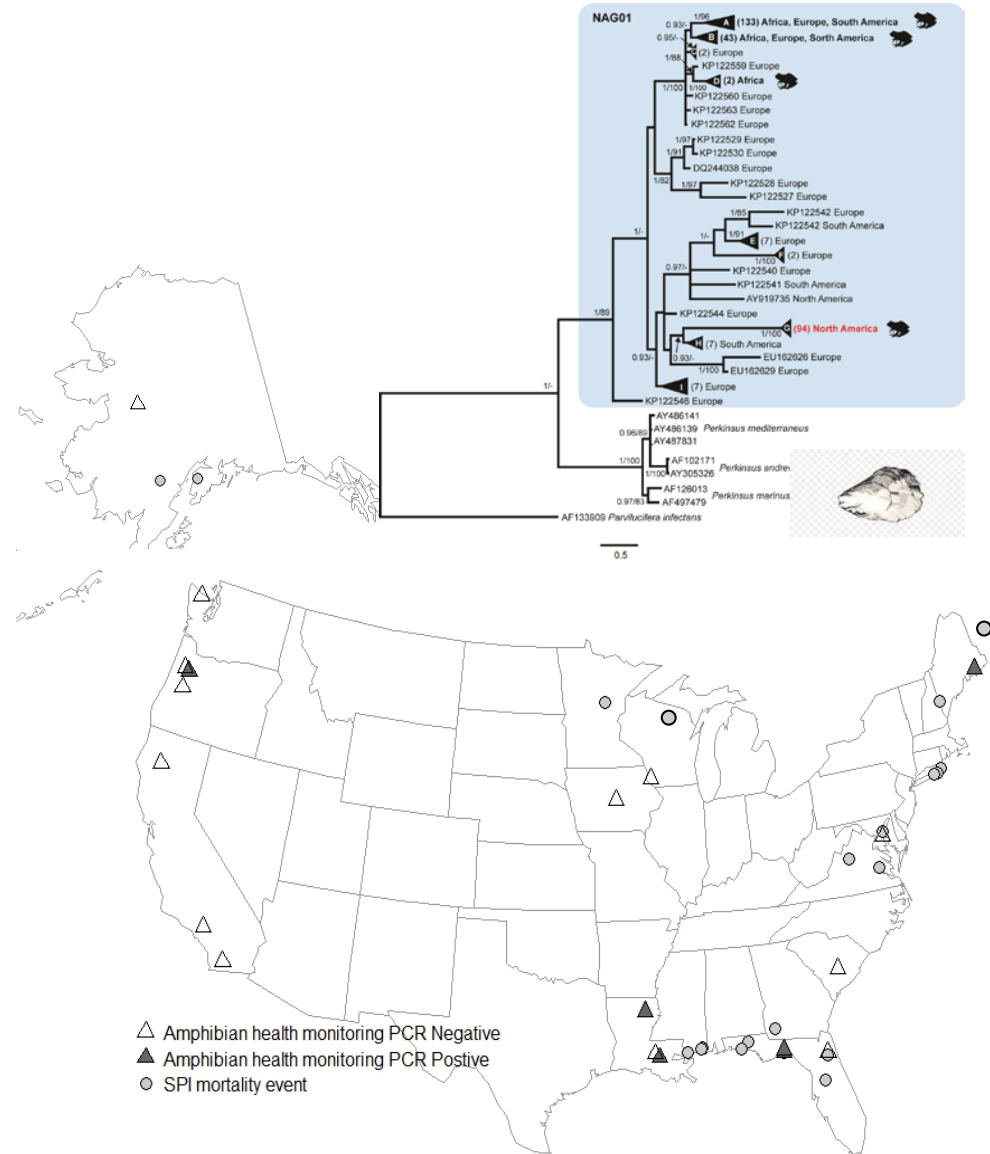 NAG01
1/96
A (133) Africa, Europe, South America
0.93/-
B (43) Africa, Europe, Sorth America
0.95/-
(2) Europe
1/88
KP122559 Europe
D (2) Africa
1/100
1/100
KP122560 Europe
KP122563 Europe
KP122562 Europe
1/97
KP122529 Europe
1/91
KP122530 Europe
DQ244038 Europe
1/82
1/97
KP122528 Europe
KP122527 Europe
1/85
KP122542 Europe
KP122542 South America
1/-
1/-
1/91
E (7) Europe
F (2) Europe
1/100
0.97/-
KP122540 Europe
KP122541 South America
AY919735 North America
1/89
KP122544 Europe
G (94) North America
1/100
H (7) South America
0.93/-
0.93/-
EU162626 Europe
1/100
EU162629 Europe
I (7) Europe
1/-
KP122546 Europe
AY486141
0.96/89
AY486139 Perkinsus mediterraneus
AY487831
1/100
AF102171
1/100
AY305326 Perkinsus andre
AF126013
0.97/83
Perkinsus marinus
AF497479
AF133909 Parvilucifera infectans
0.5
Amphibian health monitoring PCR Negative
Amphibian health monitoring PCR Postive
SPI mortality event